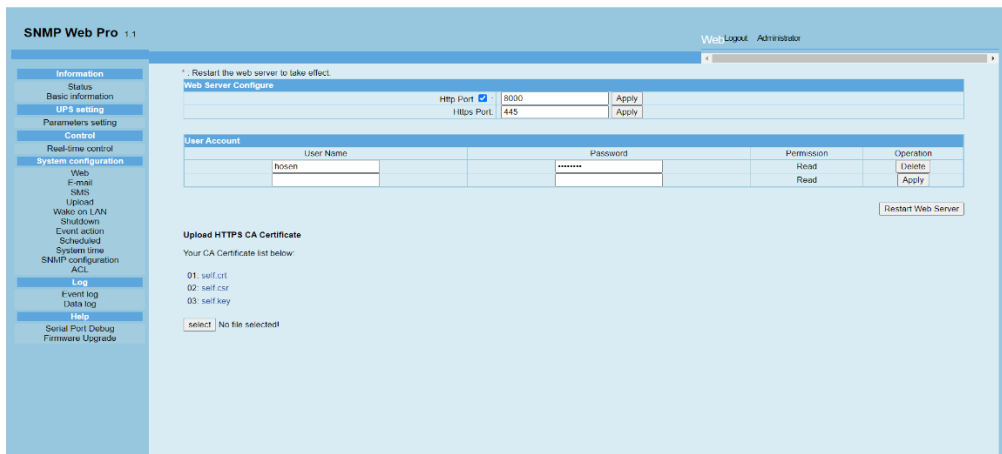 SNMP Web Pro 1.1
Web Logout Administrator
Information
Status
Basic information
UPS setting
Parameters setting
Control
Real-time control
System configuration
Web
E-mail
SMS
Upload
Wake on LAN
Shutdown
Event action
Scheduled
System time
SNMP configuration
ACL
Log
Event log
Data log
Help
Serial Port Debug
Firmware Upgrade
* . Restart the web server to take effect.
Web Server Configure
Http Port : 8000 Apply
Https Port: 445 Apply
User Account
User Name Password Permission Operation
hosen •••••••• Read Delete
Read Apply
Restart Web Server
Upload HTTPS CA Certificate
Your CA Certificate list below:
01: self.crt
02: self.csr
03: self.key
select No file selected!